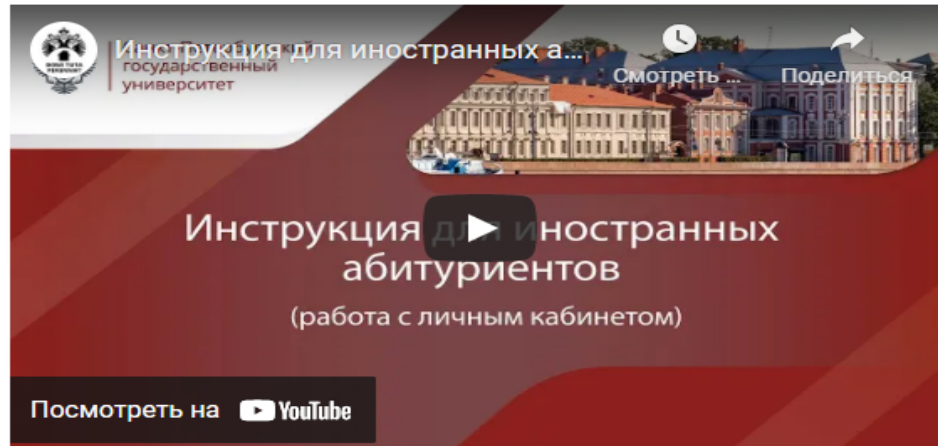 Инструкция для иностранных а...
государственный
университет
Смотреть ...
Поделиться
Инструкция для иностранных
абитуриентов
(работа с личным кабинетом)
Посмотреть на YouTube